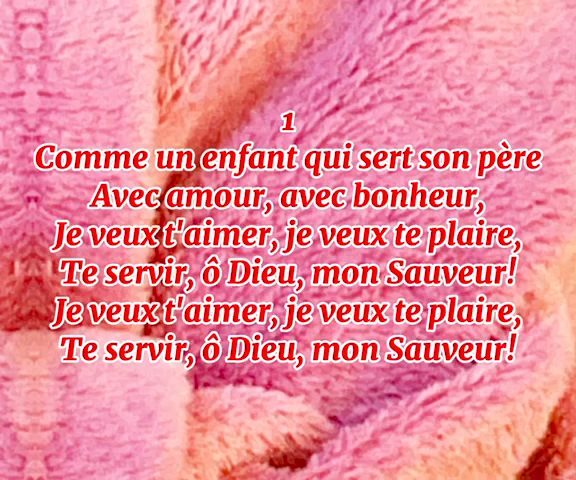 1
Comme un enfant qui sert son père
Avec amour, avec bonheur,
Je veux t'aimer, je veux te plaire,
Te servir, ô Dieu, mon Sauveur!
Je veux t'aimer, je veux te plaire,
Te servir, ô Dieu, mon Sauveur!